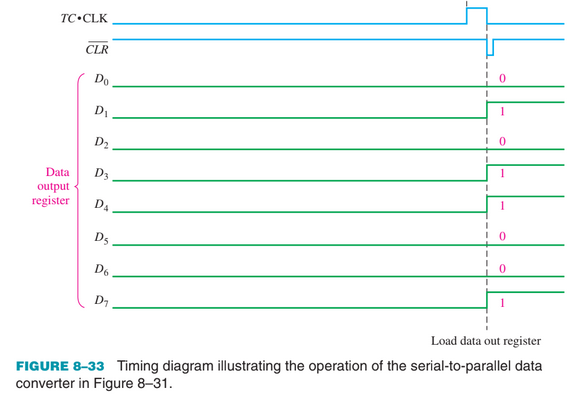 TC•CLK
CLR
D0 0
D1 1
D2 0
D3 1
Data
output
register
D4 1
D5 0
D6 0
D7 1
Load data out register
FIGURE 8–33 Timing diagram illustrating the operation of the serial-to-parallel data
converter in Figure 8–31.